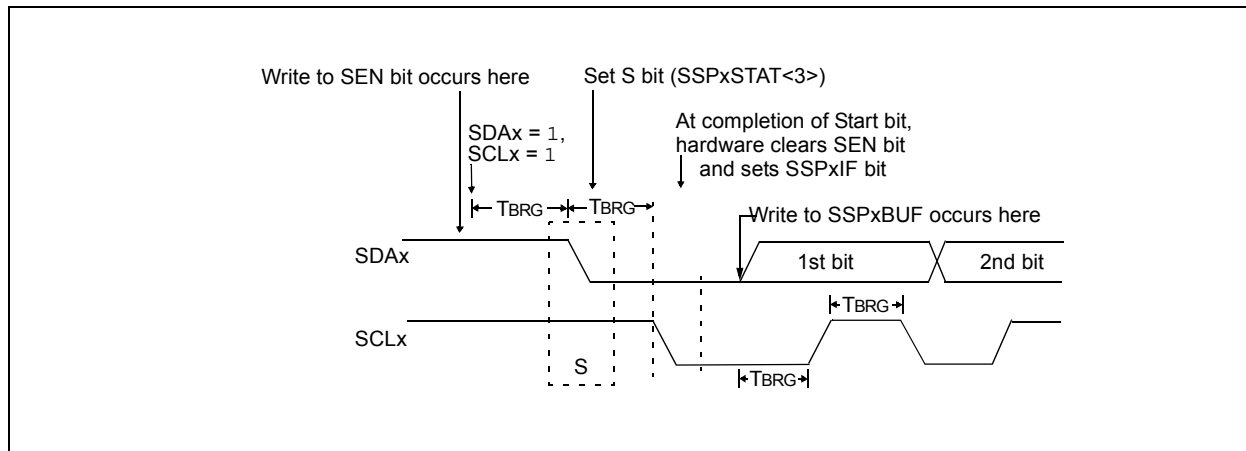 Write to SEN bit occurs here
Set S bit (SSPxSTAT<3>)
SDAx = 1,
SCLx = 1
At completion of Start bit,
hardware clears SEN bit
and sets SSPxIF bit
TBRG
TBRG
Write to SSPxBUF occurs here
SDAx
1st bit
2nd bit
TBRG
SCLx
S
TBRG